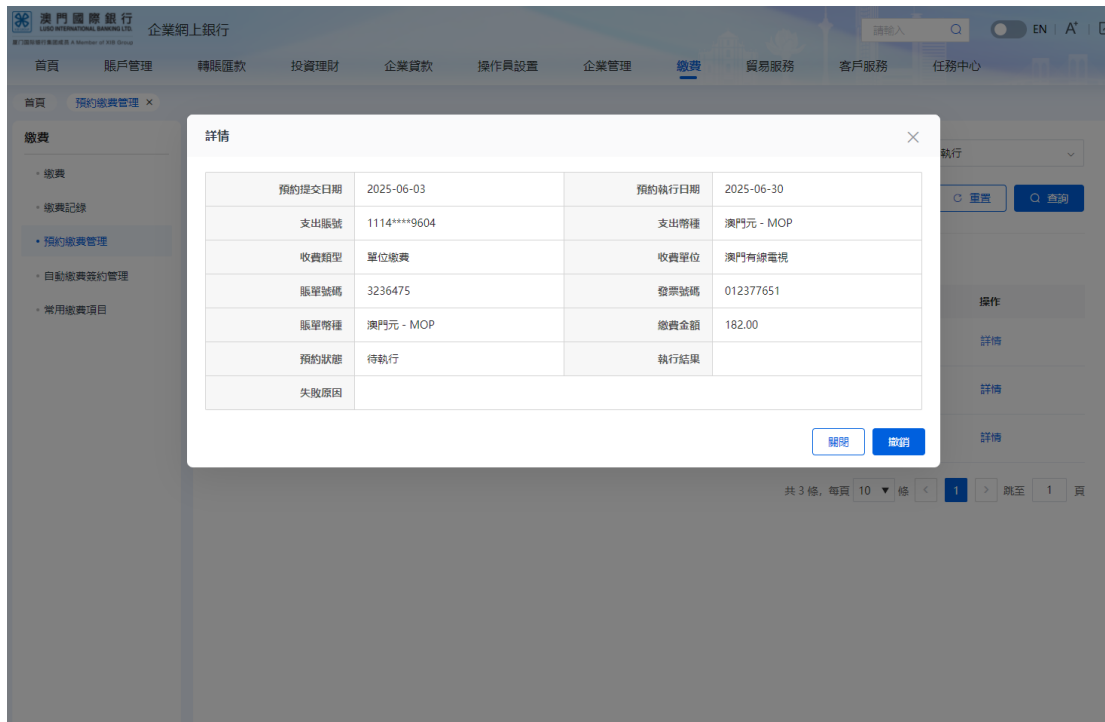 澳門國際銀行
LUSO INTERNATIONAL BANKING LTD.
企業網上銀行
請輸入
EN
A+
首頁 賬戶管理 轉賬匯款 投資理財 企業貸款 操作員設置 企業管理 繳費 貿易服務 客戶服務 任務中心
首頁 預約繳費管理 ×
繳費
繳費
繳費記錄
預約繳費管理
自動繳費簽約管理
常用繳費項目
執行
重置 查詢
操作
詳情
詳情
詳情
詳情
預約提交日期 2025-06-03 預約執行日期 2025-06-30
支出賬號 1114****9604 支出幣種 澳門元 - MOP
收費類型 單位繳費 收費單位 澳門有線電視
賬單號碼 3236475 發票號碼 012377651
賬單幣種 澳門元 - MOP 繳費金額 182.00
預約狀態 待執行 執行結果
失敗原因
關閉 撤銷
共 3 條, 每頁 10 ▼ 條 < 1 > 跳至 1 頁